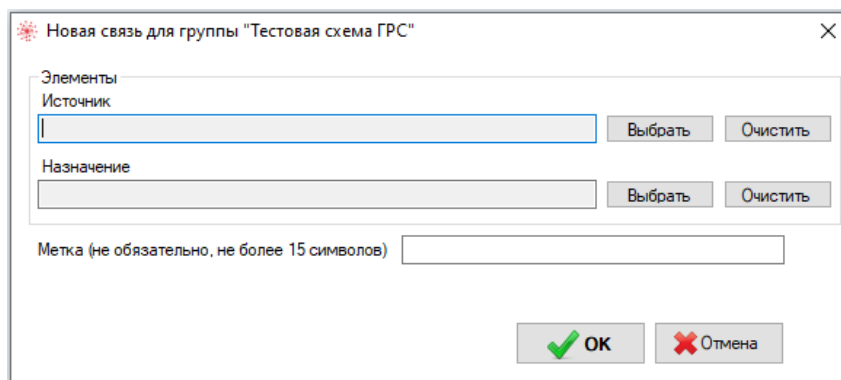 Новая связь для группы "Тестовая схема ГРС"
Элементы
Источник
Выбрать Очистить
Назначение
Выбрать Очистить
Метка (не обязательно, не более 15 символов)
OK Отмена